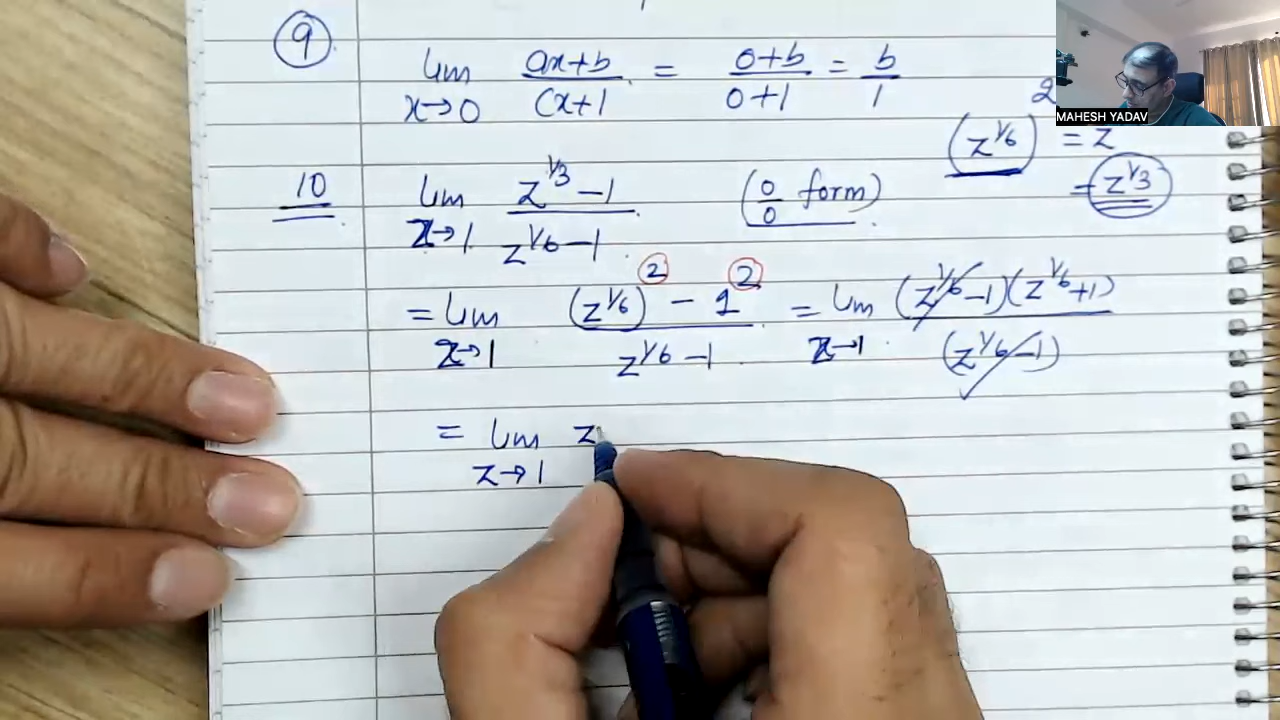 9
lim ax+b = 0+b = b
x→0 cx+1 0+1 1
2
MAHESH YADAV
(z^1/6) = z
= z^1/3
10 lim z^1/3 - 1 (0/0 form)
z→1 z^1/6 - 1
= lim (z^1/6)^2 - 1^2 = lim (z^1/6 - 1)(z^1/6 + 1)
z→1 z^1/6 - 1 z→1 (z^1/6 - 1)
= lim z
z→1